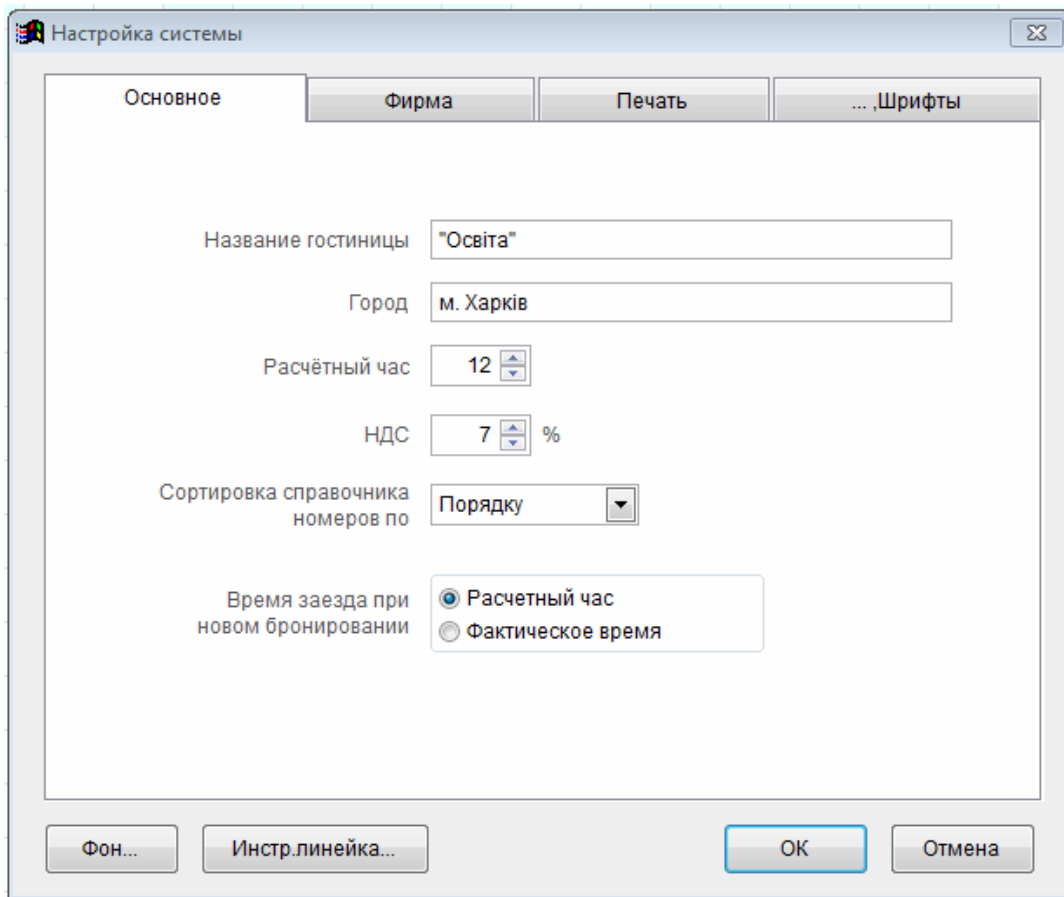 Настройка системы
Основное
Фирма
Печать
... ,Шрифты
Название гостиницы
"Освіта"
Город
м. Харків
Расчётный час
12
НДС
7 %
Сортировка справочника
номеров по
Порядку
Время заезда при
новом бронировании
Расчетный час
Фактическое время
Фон...
Инстр.линейка...
ОК
Отмена